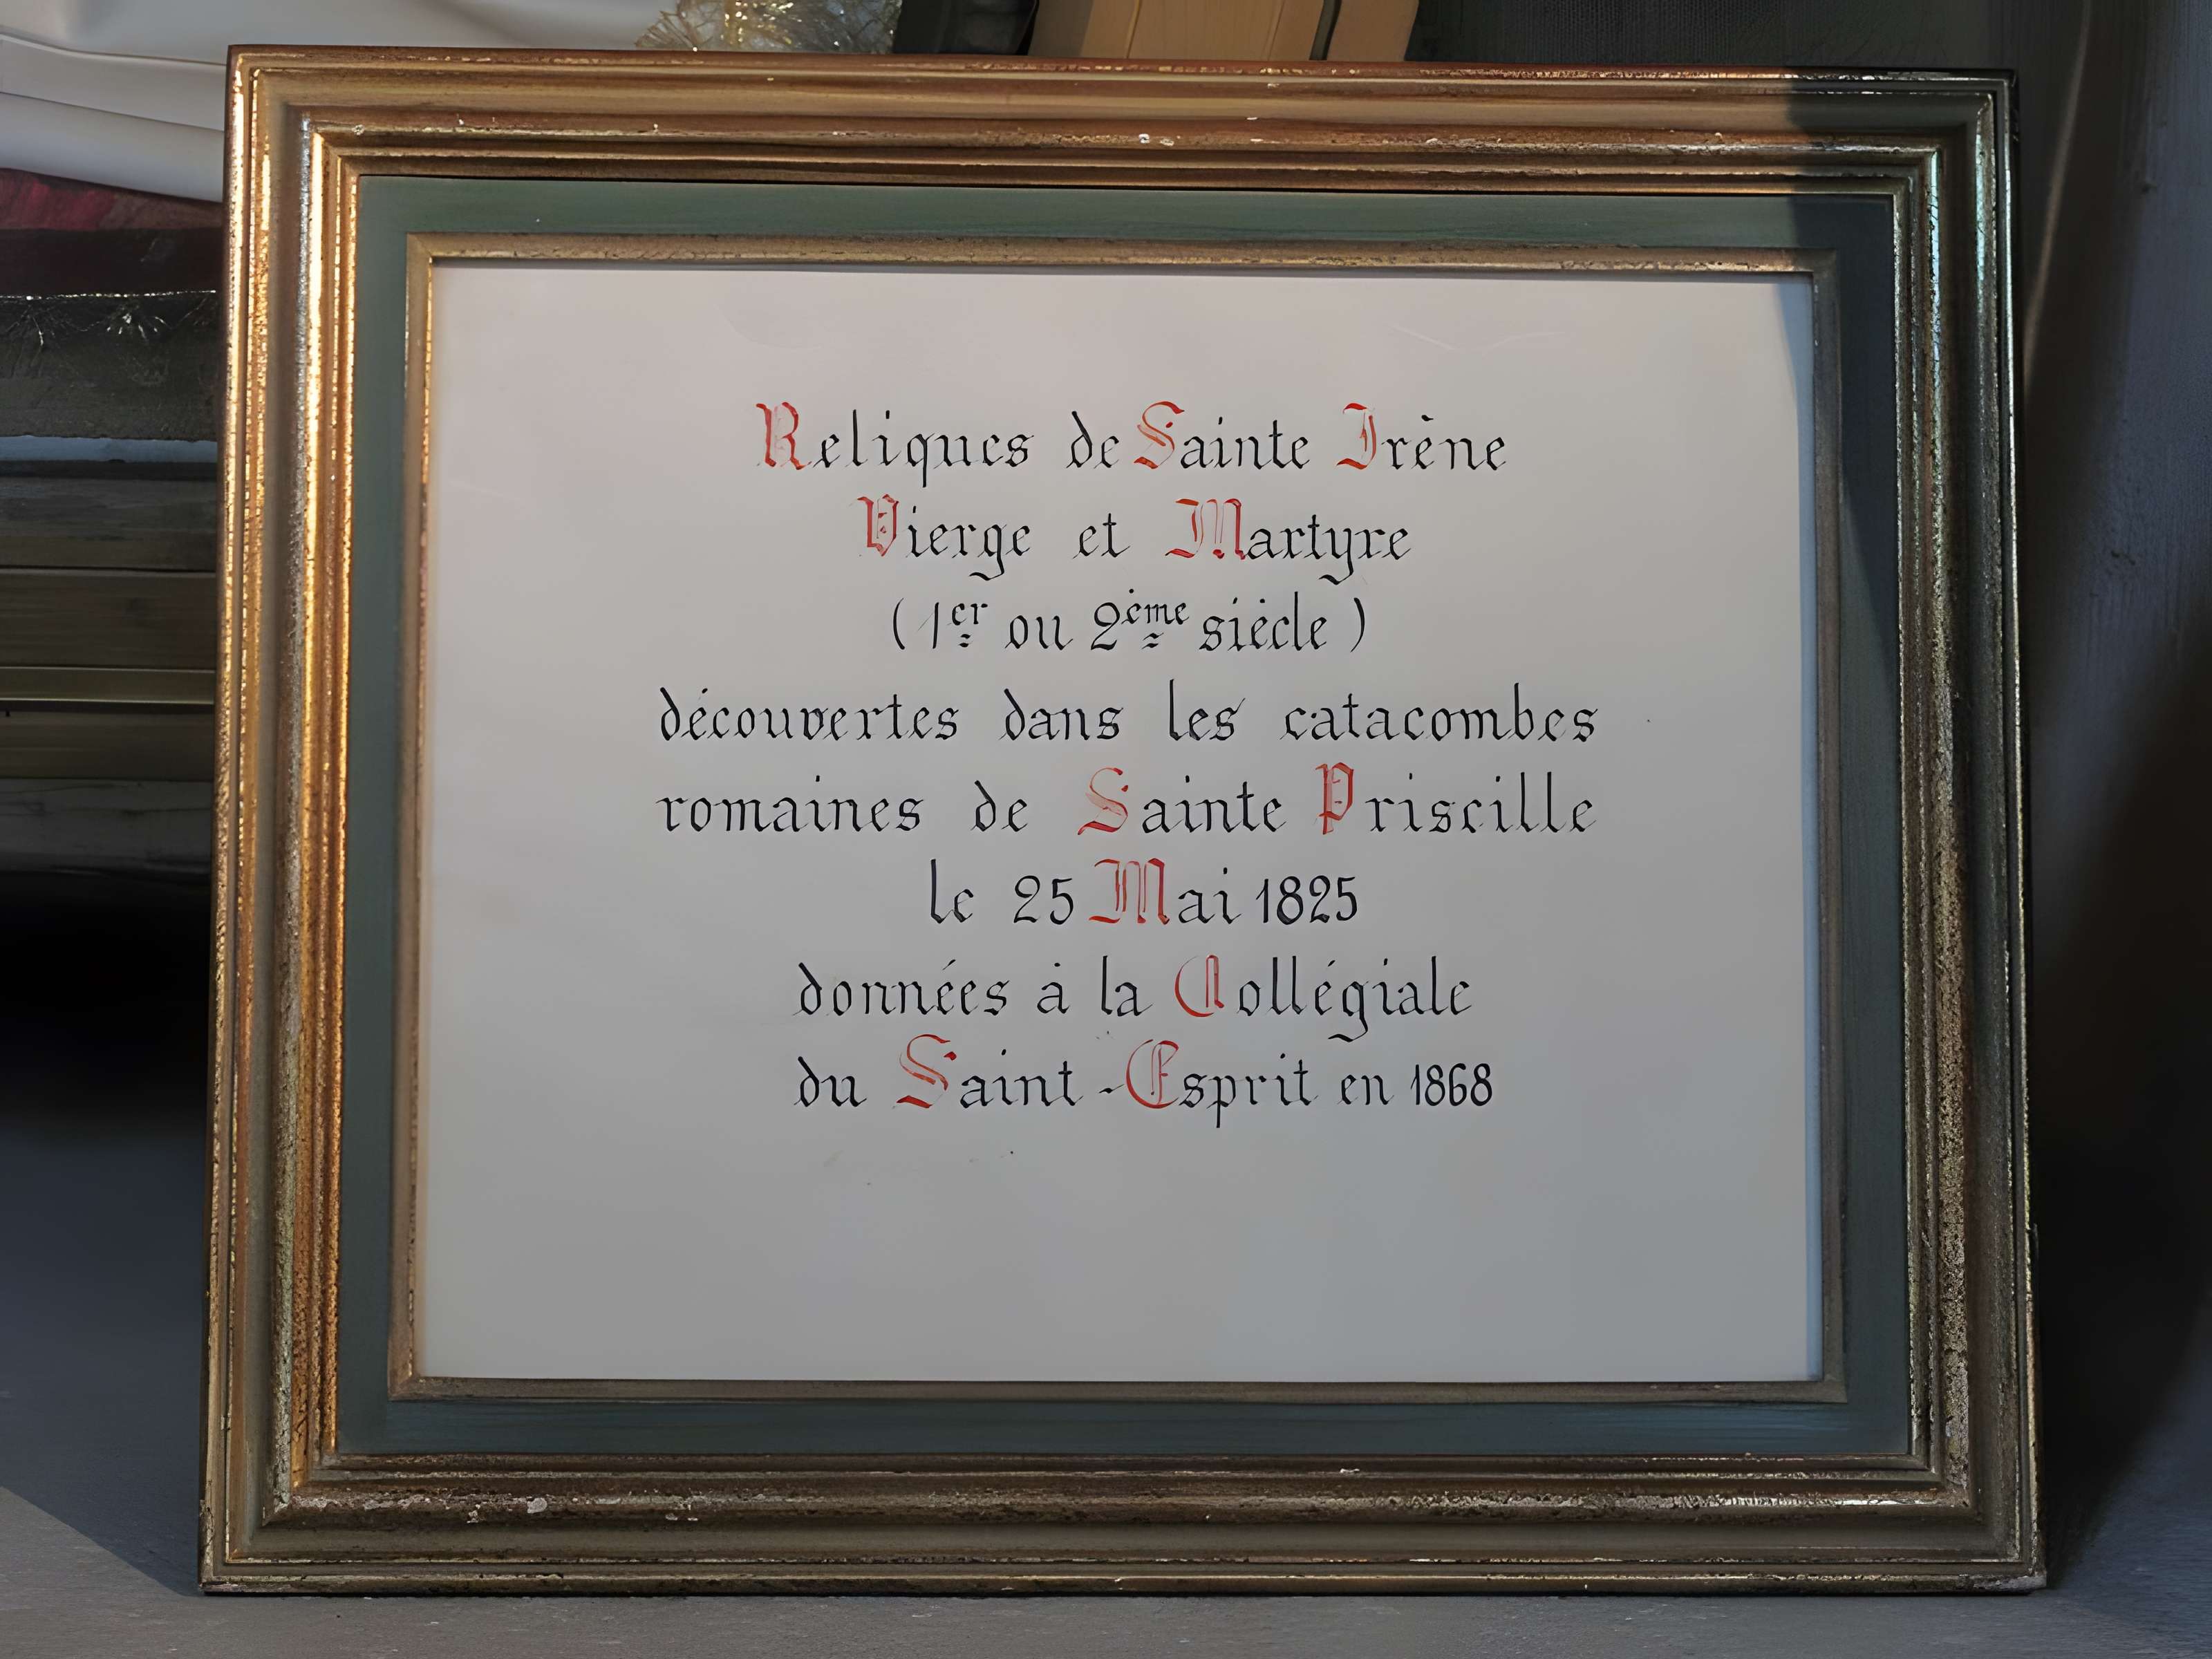 Reliques de Sainte Irène
Vierge et Martyre
(1er ou 2ème siècle)
découvertes dans les catacombes
romaines de Sainte Priscille
le 25 Mai 1825
données à la Collégiale
du Saint-Esprit en 1868